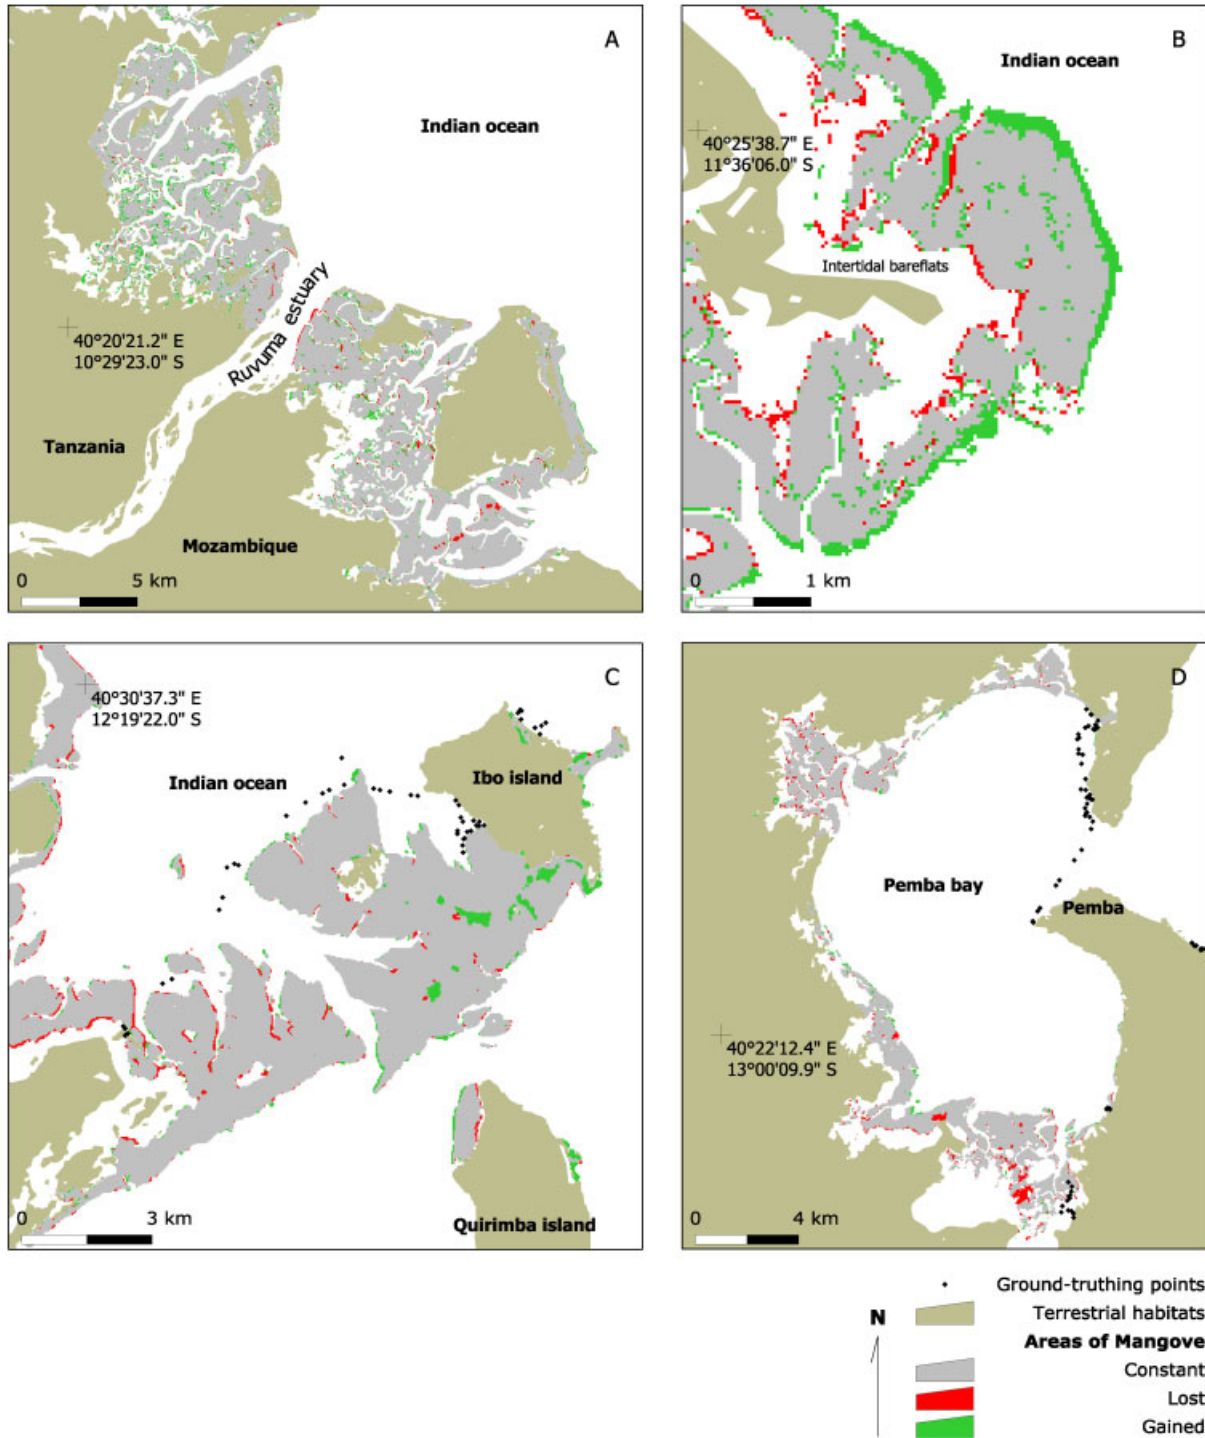 A
Indian ocean
40°20'21.2" E
10°29'23.0" S
Ruvuma estuary
Tanzania
Mozambique
0 5 km
B
Indian ocean
40°25'38.7" E
11°36'06.0" S
Intertidal bareflats
0 1 km
C
40°30'37.3" E
12°19'22.0" S
Indian ocean
Ibo island
0 3 km
Quirimba island
D
Pemba bay
Pemba
40°22'12.4" E
13°00'09.9" S
0 4 km
Ground-truthing points
Terrestrial habitats
N
Areas of Mangove
Constant
Lost
Gained